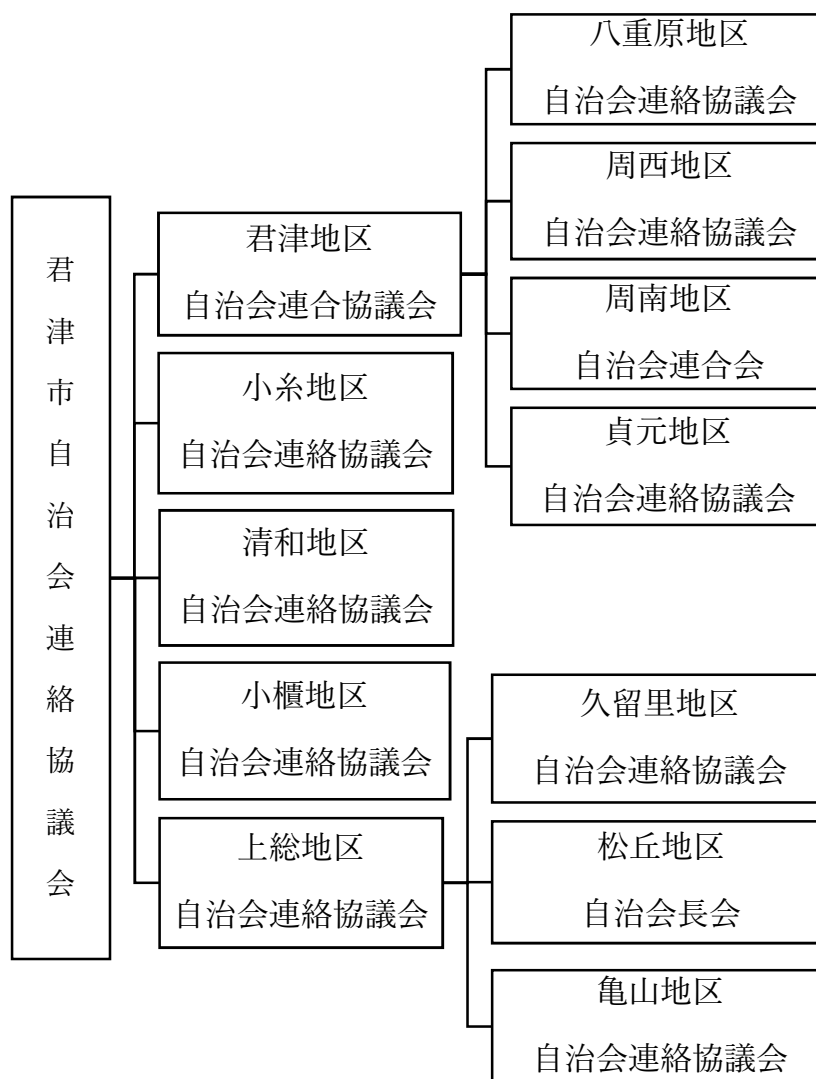 君津市自治会連絡協議会
君津地区
自治会連合協議会
小糸地区
自治会連絡協議会
清和地区
自治会連絡協議会
小櫃地区
自治会連絡協議会
上総地区
自治会連絡協議会
八重原地区
自治会連絡協議会
周西地区
自治会連絡協議会
周南地区
自治会連合会
貞元地区
自治会連絡協議会
久留里地区
自治会連絡協議会
松丘地区
自治会長会
亀山地区
自治会連絡協議会